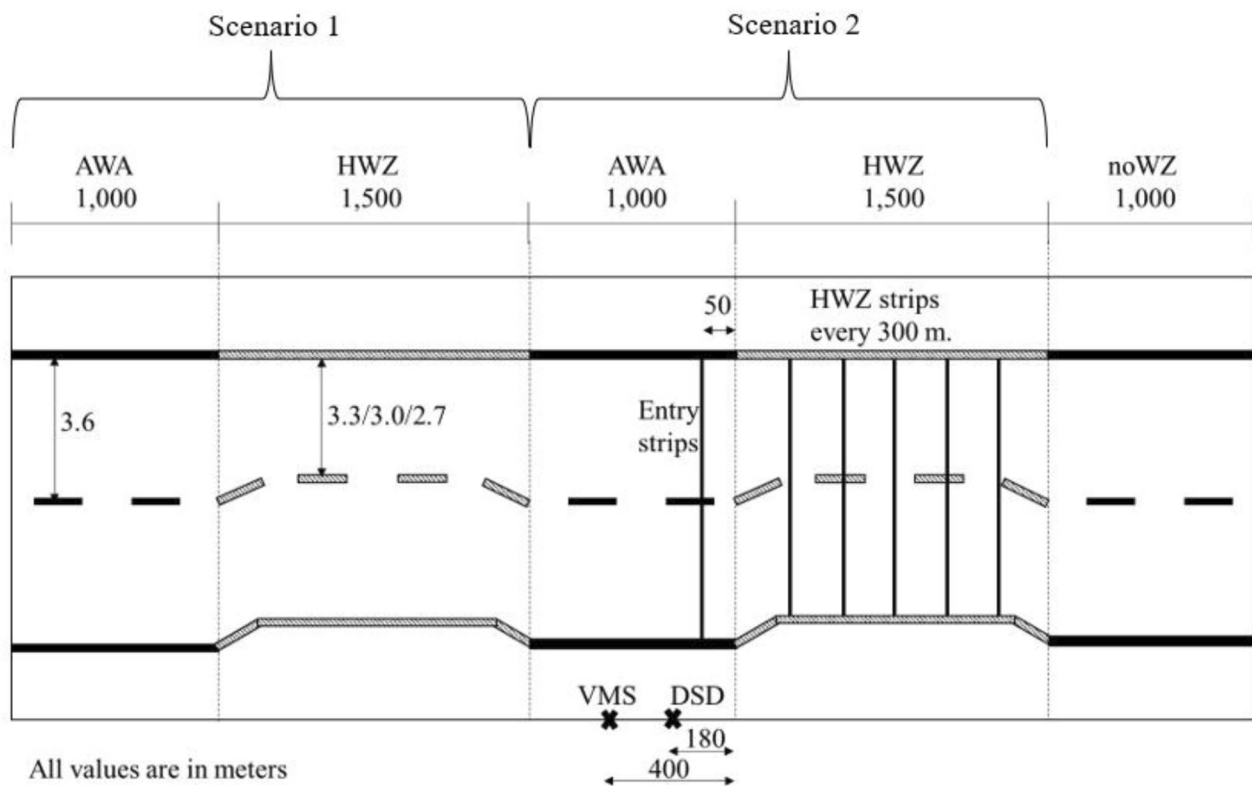 Scenario 1
Scenario 2
AWA
1,000
HWZ
1,500
AWA
1,000
HWZ
1,500
noWZ
1,000
50
HWZ strips
every 300 m.
3.6
3.3/3.0/2.7
Entry
strips
VMS
DSD
180
400
All values are in meters